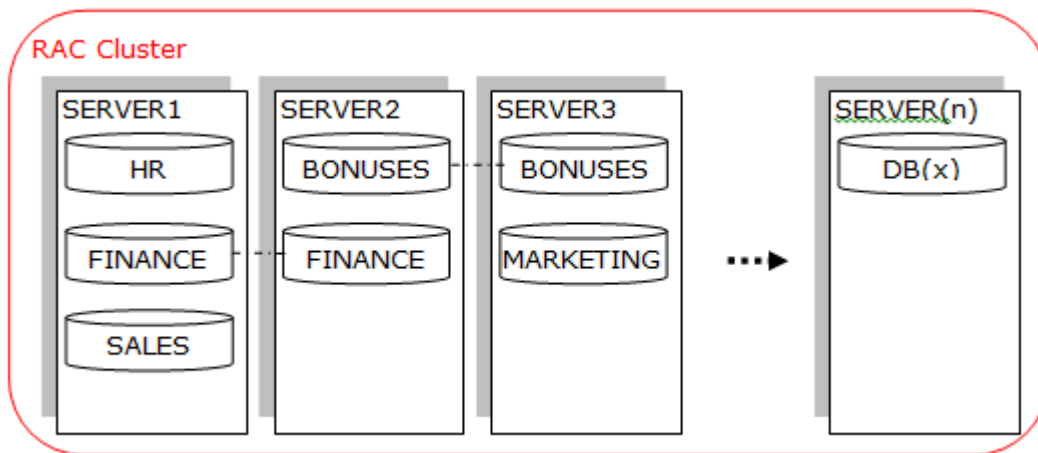 RAC Cluster
SERVER1
HR
FINANCE
SALES
SERVER2
BONUSES
FINANCE
SERVER3
BONUSES
MARKETING
SERVER(n)
DB(x)